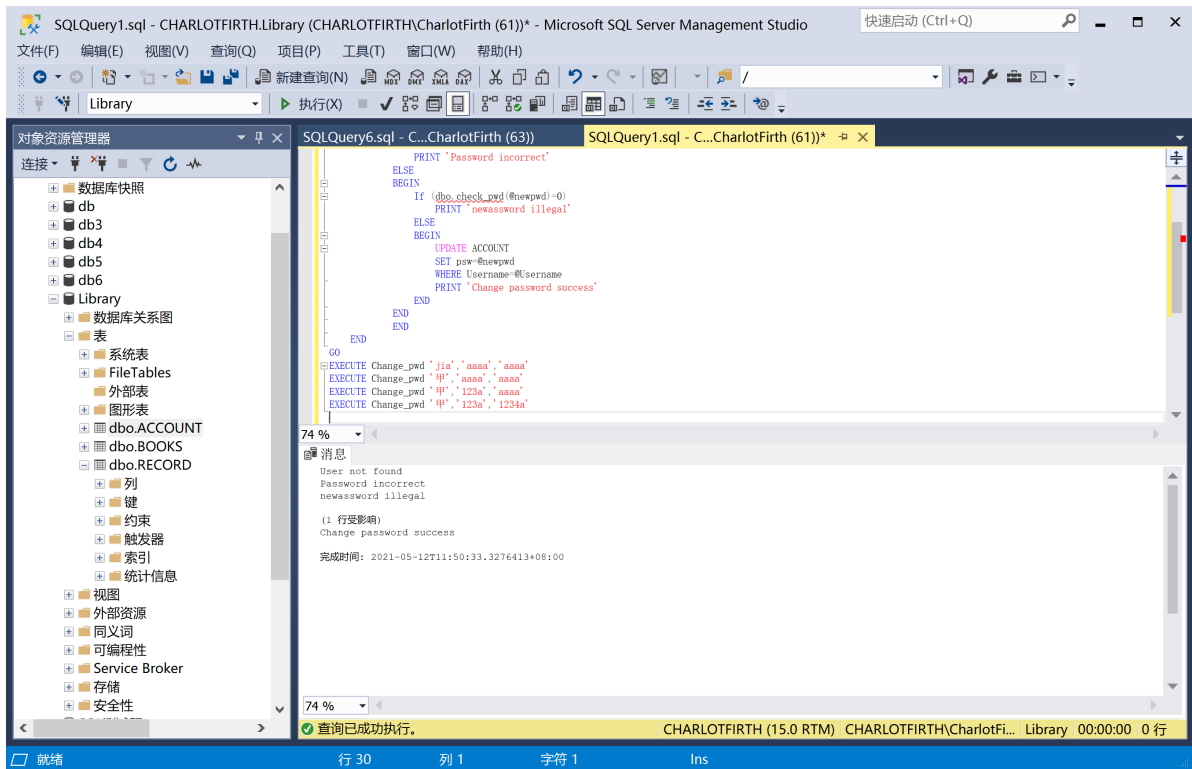 SQLQuery1.sql - CHARLOTFIRTH.Library (CHARLOTFIRTH\CharlotFirth (61))* - Microsoft SQL Server Management Studio
快速启动 (Ctrl+Q)
文件(F) 编辑(E) 视图(V) 查询(Q) 项目(P) 工具(T) 窗口(W) 帮助(H)
新建查询(N) MDX DMX XMLA DAX /
Library 执行(X)
对象资源管理器
连接
数据库快照
db
db3
db4
db5
db6
Library
数据库关系图
表
系统表
FileTables
外部表
图形表
dbo.ACCOUNT
dbo.BOOKS
dbo.RECORD
列
键
约束
触发器
索引
统计信息
视图
外部资源
同义词
可编程性
Service Broker
存储
安全性
SQLQuery6.sql - C...CharlotFirth (63)) SQLQuery1.sql - C...CharlotFirth (61))*
PRINT 'Password incorrect'
ELSE
BEGIN
If (dbo.check_pwd(@newpwd)=0)
PRINT 'newassword illegal'
ELSE
BEGIN
UPDATE ACCOUNT
SET psw=@newpwd
WHERE Username=@Username
PRINT 'Change password success'
END
END
END
END
GO
EXECUTE Change_pwd 'jia','aaaa','aaaa'
EXECUTE Change_pwd '甲','aaaa','aaaa'
EXECUTE Change_pwd '甲','123a','aaaa'
EXECUTE Change_pwd '甲','123a','1234a'
74 %
消息
User not found
Password incorrect
newassword illegal
(1 行受影响)
Change password success
完成时间: 2021-05-12T11:50:33.3276413+08:00
74 %
查询已成功执行。 CHARLOTFIRTH (15.0 RTM) CHARLOTFIRTH\CharlotFi... Library 00:00:00 0 行
就绪 行 30 列 1 字符 1 Ins